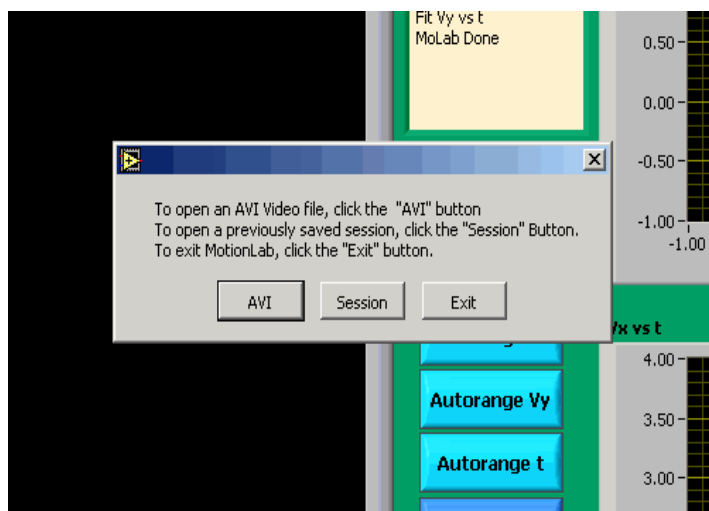 Fit Vy vs t
MoLab Done
0.50
0.00
-0.50
-1.00
-1.00
To open an AVI Video file, click the "AVI" button
To open a previously saved session, click the "Session" Button.
To exit MotionLab, click the "Exit" button.
AVI
Session
Exit
Vx vs t
4.00
Autorange Vy
3.50
Autorange t
3.00